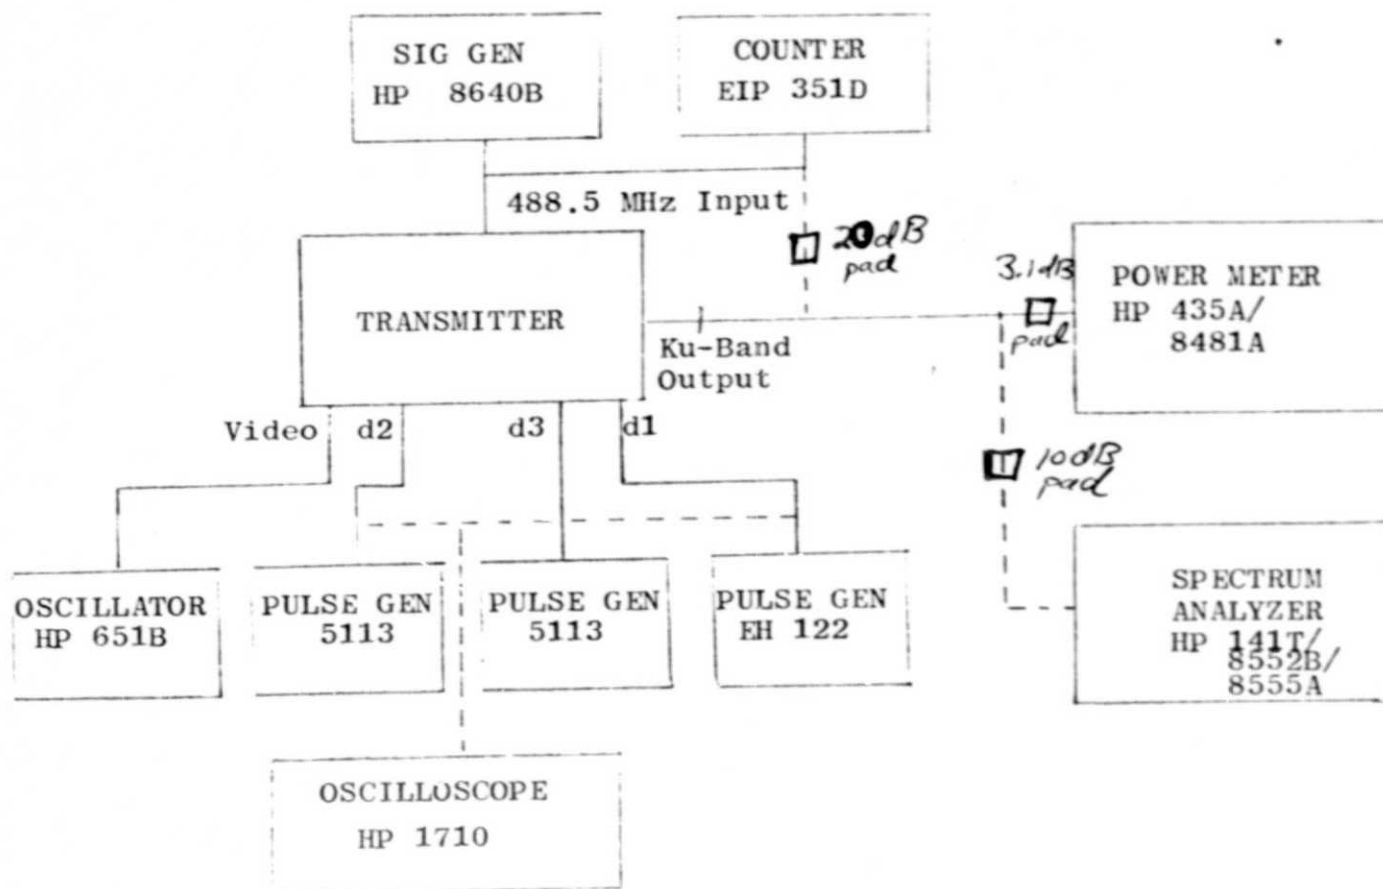 SIG GEN
HP 8640B
COUNTER
EIP 351D
488.5 MHz Input
20dB
pad
3.1dB
pad
TRANSMITTER
Ku-Band
Output
POWER METER
HP 435A/
8481A
Video
d2
d3
d1
10dB
pad
OSCILLATOR
HP 651B
PULSE GEN
5113
PULSE GEN
5113
PULSE GEN
EH 122
SPECTRUM
ANALYZER
HP 141T/
8552B/
8555A
OSCILLOSCOPE
HP 1710